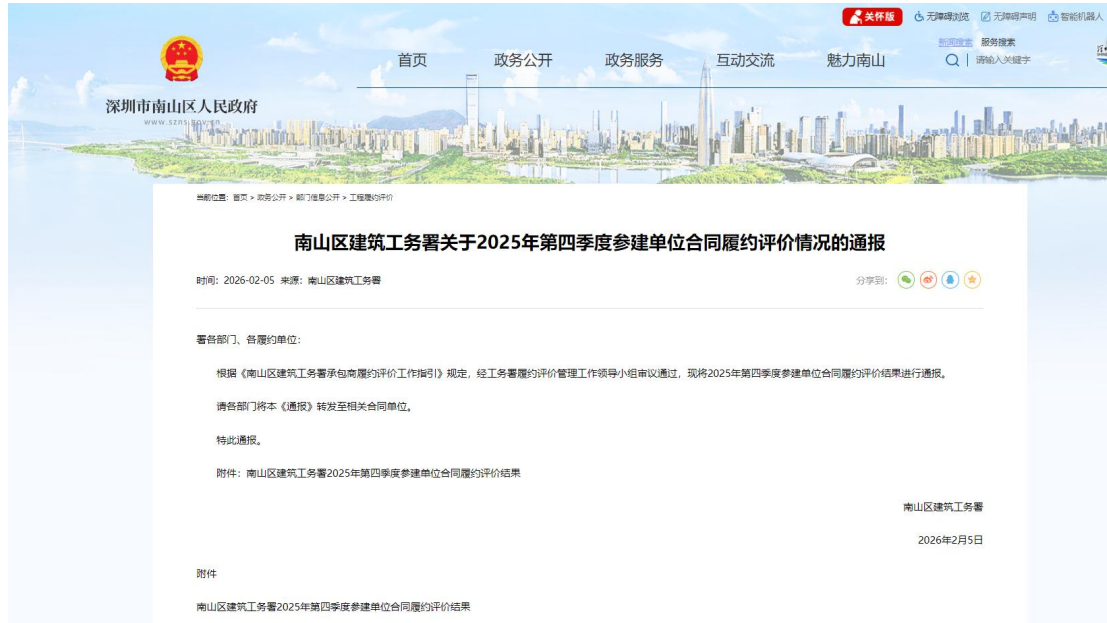 关怀版 无障碍浏览 无障碍声明 智能机器人
新闻搜索 服务搜索
首页 政务公开 政务服务 互动交流 魅力南山 请输入关键字
深圳市南山区人民政府
www.szns.gov.cn
当前位置：首页 > 政务公开 > 部门信息公开 > 工程履约评价
南山区建筑工务署关于2025年第四季度参建单位合同履约评价情况的通报
时间：2026-02-05 来源：南山区建筑工务署 分享到：
署各部门、各履约单位：
根据《南山区建筑工务署承包商履约评价工作指引》规定，经工务署履约评价管理工作领导小组审议通过，现将2025年第四季度参建单位合同履约评价结果进行通报。
请各部门将本《通报》转发至相关合同单位。
特此通报。
附件：南山区建筑工务署2025年第四季度参建单位合同履约评价结果
南山区建筑工务署
2026年2月5日
附件
南山区建筑工务署2025年第四季度参建单位合同履约评价结果